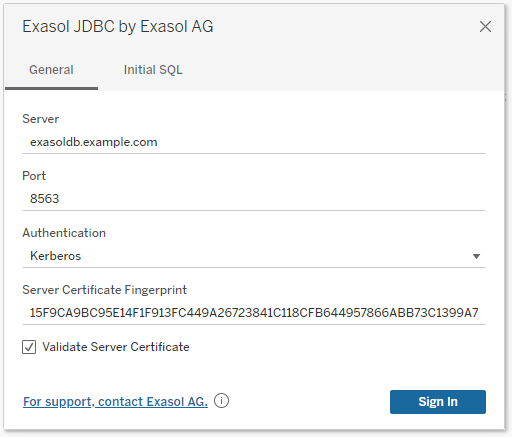 Exasol JDBC by Exasol AG
General Initial SQL
Server
exasoldb.example.com
Port
8563
Authentication
Kerberos
Server Certificate Fingerprint
15F9CA9BC95E14F1F913FC449A26723841C118CFB644957866ABB73C1399A7
Validate Server Certificate
For support, contact Exasol AG.
Sign In